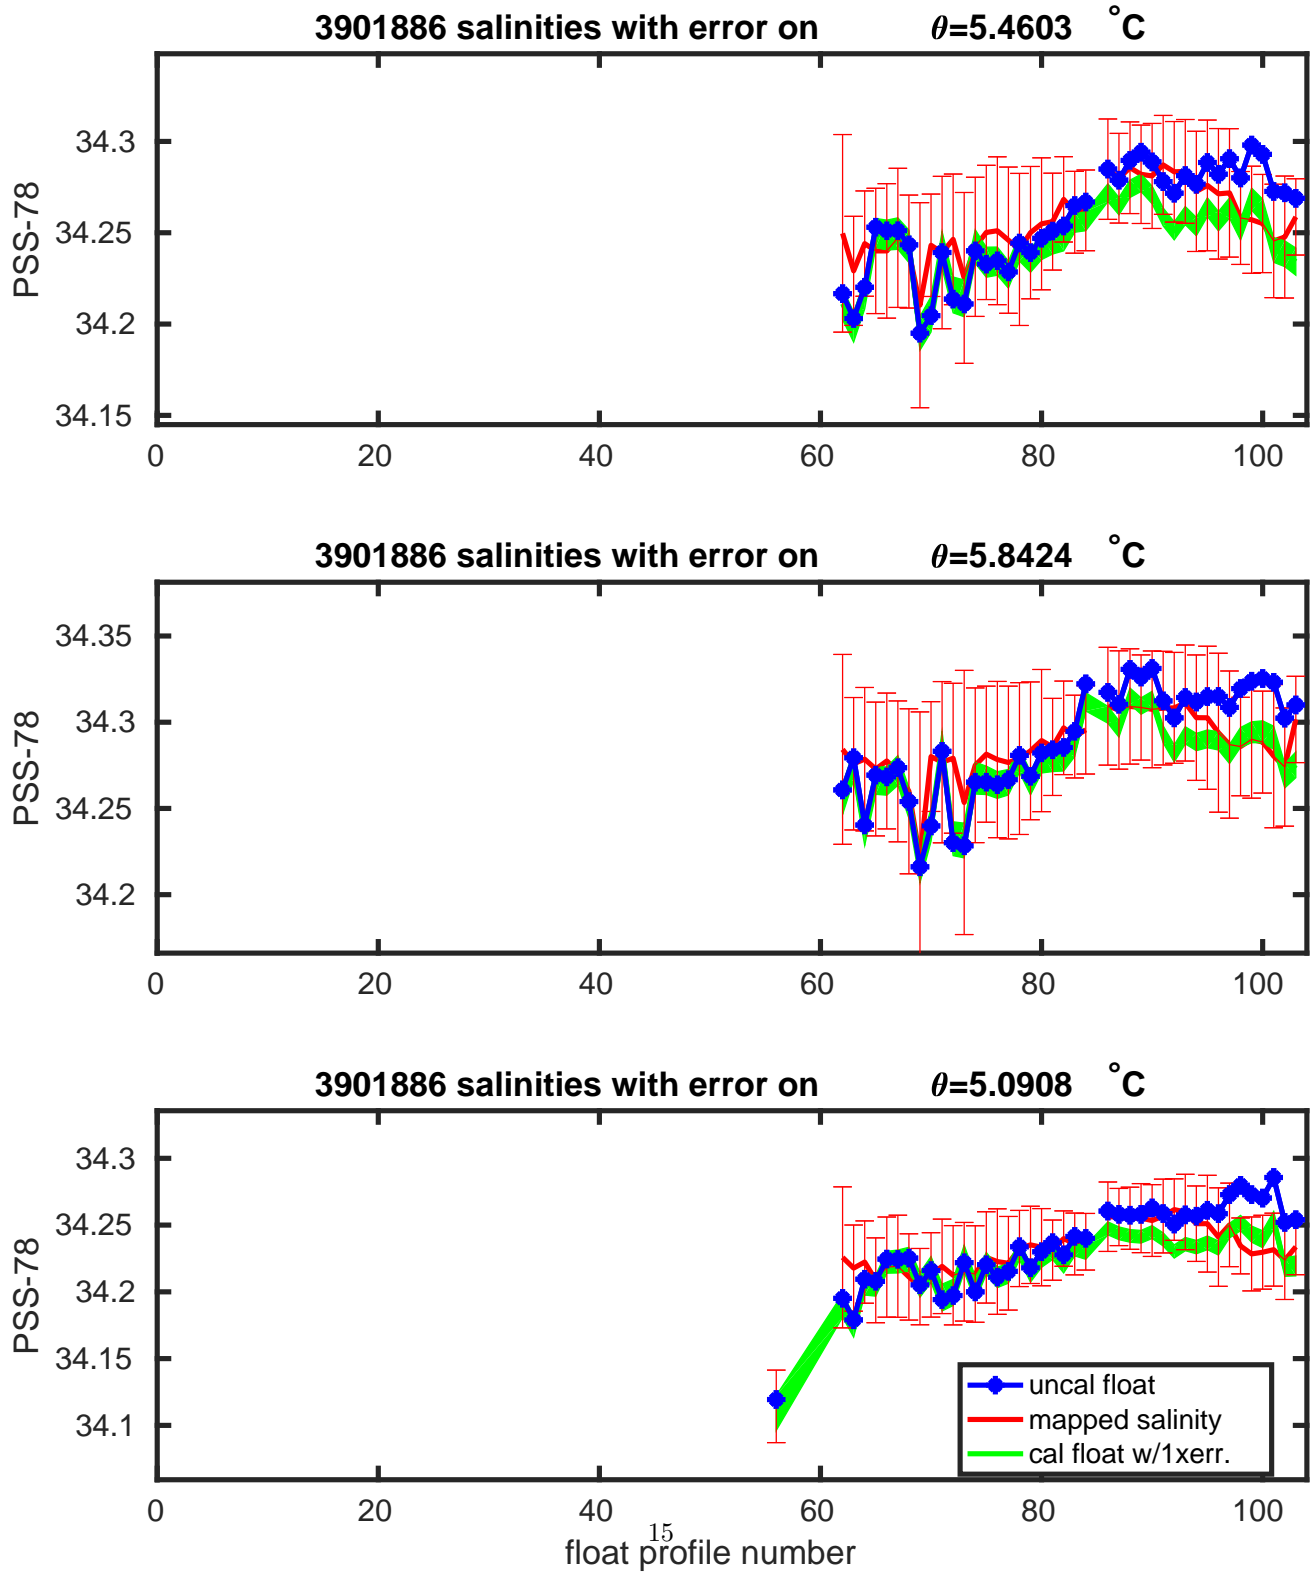 3901886 salinities with error on θ=5.4603 °C
34.3
34.25
34.2
34.15
PSS-78
0 20 40 60 80 100
3901886 salinities with error on θ=5.8424 °C
34.35
34.3
34.25
34.2
PSS-78
0 20 40 60 80 100
3901886 salinities with error on θ=5.0908 °C
34.3
34.25
34.2
34.15
34.1
PSS-78
uncal float
mapped salinity
cal float w/1xerr.
0 20 40 60 80 100
15
float profile number